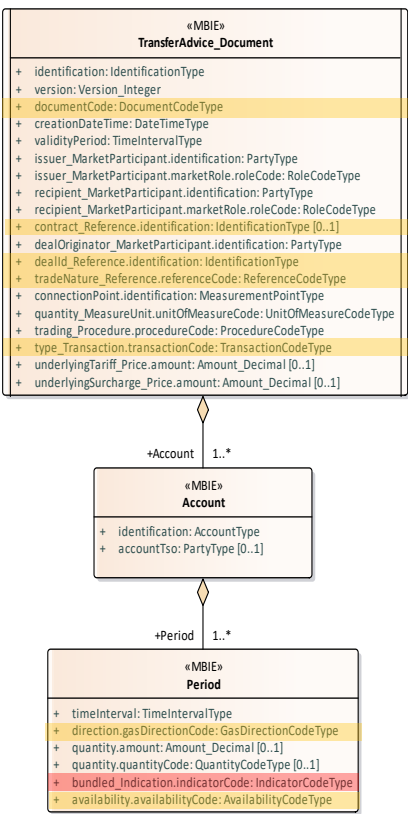 «MBIE»
TransferAdvice_Document
+ identification: IdentificationType
+ version: Version_Integer
+ documentCode: DocumentCodeType
+ creationDateTime: DateTimeType
+ validityPeriod: TimeIntervalType
+ issuer_MarketParticipant.identification: PartyType
+ issuer_MarketParticipant.marketRole.roleCode: RoleCodeType
+ recipient_MarketParticipant.identification: PartyType
+ recipient_MarketParticipant.marketRole.roleCode: RoleCodeType
+ contract_Reference.identification: IdentificationType [0..1]
+ dealOriginator_MarketParticipant.identification: PartyType
+ dealId_Reference.identification: IdentificationType
+ tradeNature_Reference.referenceCode: ReferenceCodeType
+ connectionPoint.identification: MeasurementPointType
+ quantity_MeasureUnit.unitOfMeasureCode: UnitOfMeasureCodeType
+ trading_Procedure.procedureCode: ProcedureCodeType
+ type_Transaction.transactionCode: TransactionCodeType
+ underlyingTariff_Price.amount: Amount_Decimal [0..1]
+ underlyingSurcharge_Price.amount: Amount_Decimal [0..1]
+Account 1..*
«MBIE»
Account
+ identification: AccountType
+ accountTso: PartyType [0..1]
+Period 1..*
«MBIE»
Period
+ timeInterval: TimeIntervalType
+ direction.gasDirectionCode: GasDirectionCodeType
+ quantity.amount: Amount_Decimal [0..1]
+ quantity.quantityCode: QuantityCodeType [0..1]
+ bundled_Indication.indicatorCode: IndicatorCodeType
+ availability.availabilityCode: AvailabilityCodeType